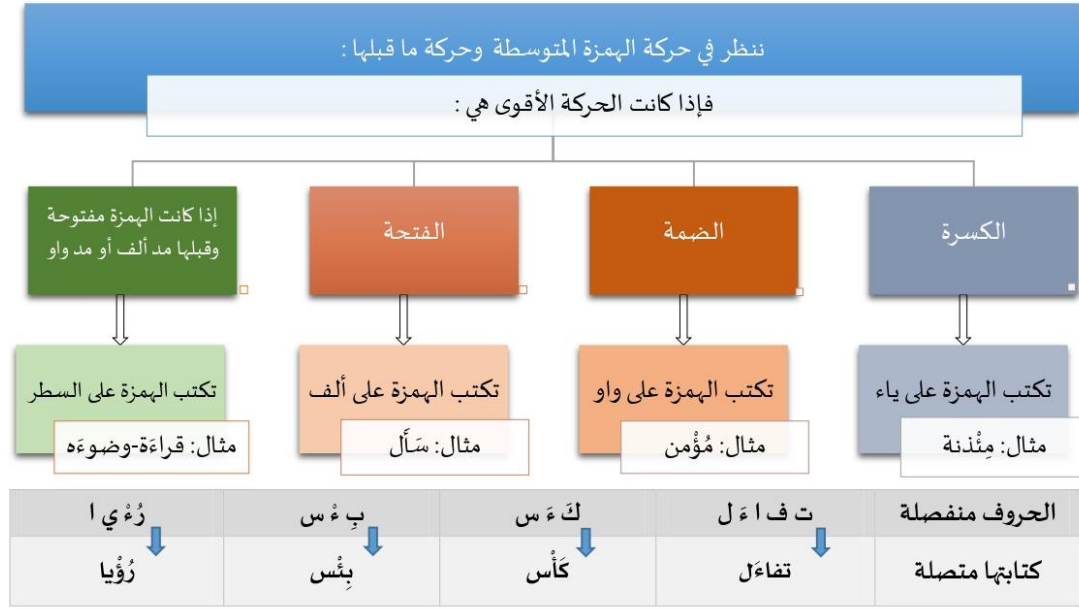 ننظر في حركة الهمزة المتوسطة وحركة ما قبلها :
فإذا كانت الحركة الأقوى هي :
الكسرة
الضمة
الفتحة
إذا كانت الهمزة مفتوحة
وقبلها مد ألف أو مد واو
تكتب الهمزة على ياء
مثال: مِئْذنة
تكتب الهمزة على واو
مثال: مُؤْمن
تكتب الهمزة على ألف
مثال: سَأَل
تكتب الهمزة على السطر
مثال: قراءَة-وضوءَه
الحروف منفصلة
ت ف ا ءَ ل
كَ ءَ س
بِ ءْ س
رُ ءْ ي ا
كتابتها متصلة
تفاءَل
كَأْس
بِئْس
رُؤْيا